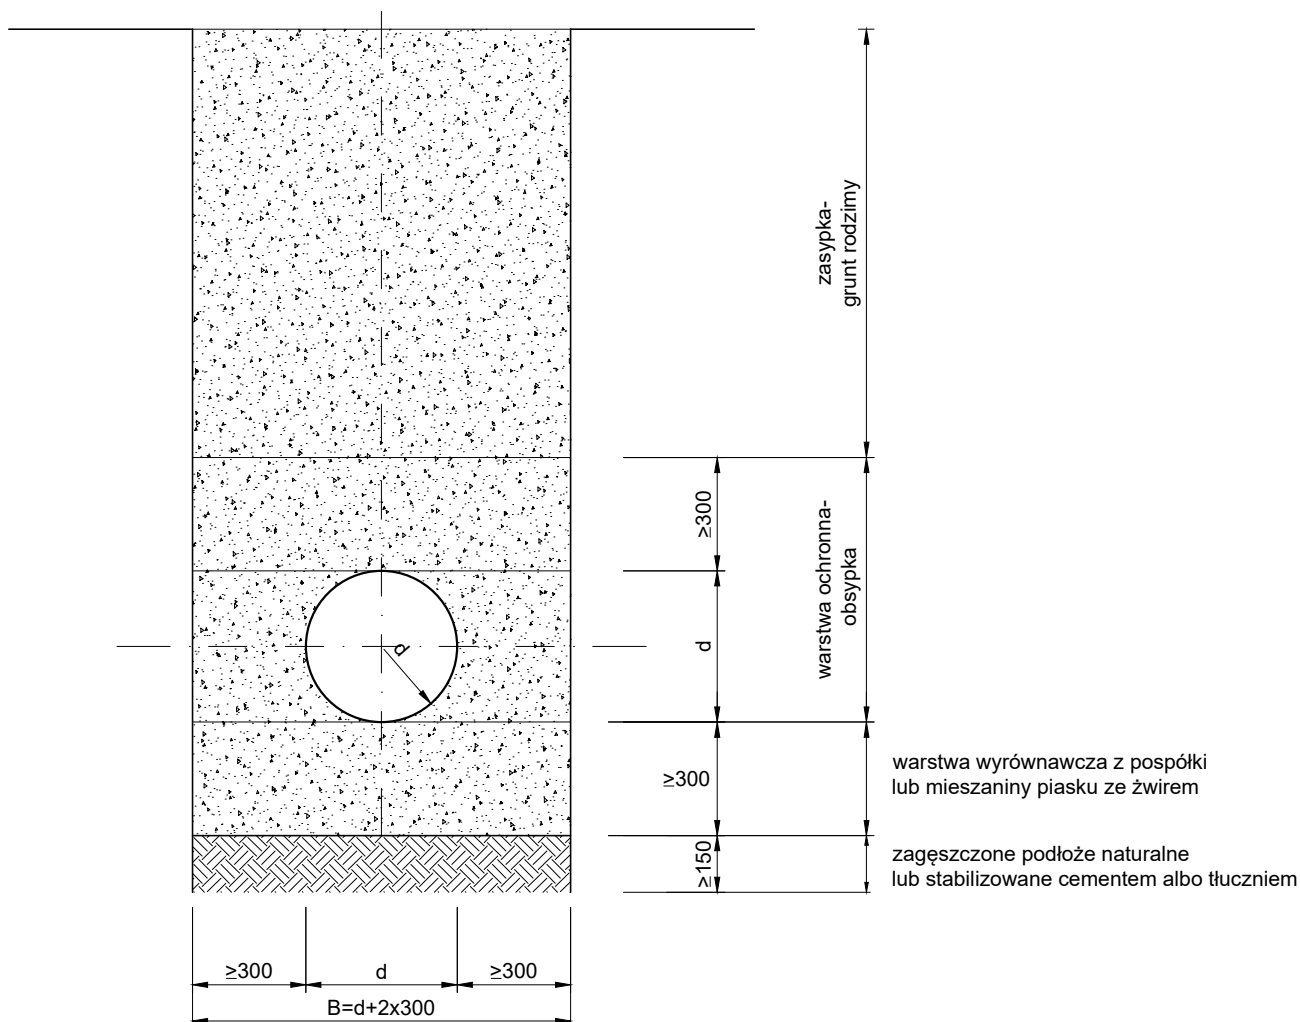 zasypka-
grunt rodzimy
≥300
warstwa ochronna-
obsypka
d
d
≥300
warstwa wyrównawcza z pospółki
lub mieszaniny piasku ze żwirem
≥150
zagęszczone podłoże naturalne
lub stabilizowane cementem albo tłuczniem
≥300 d ≥300
B=d+2x300